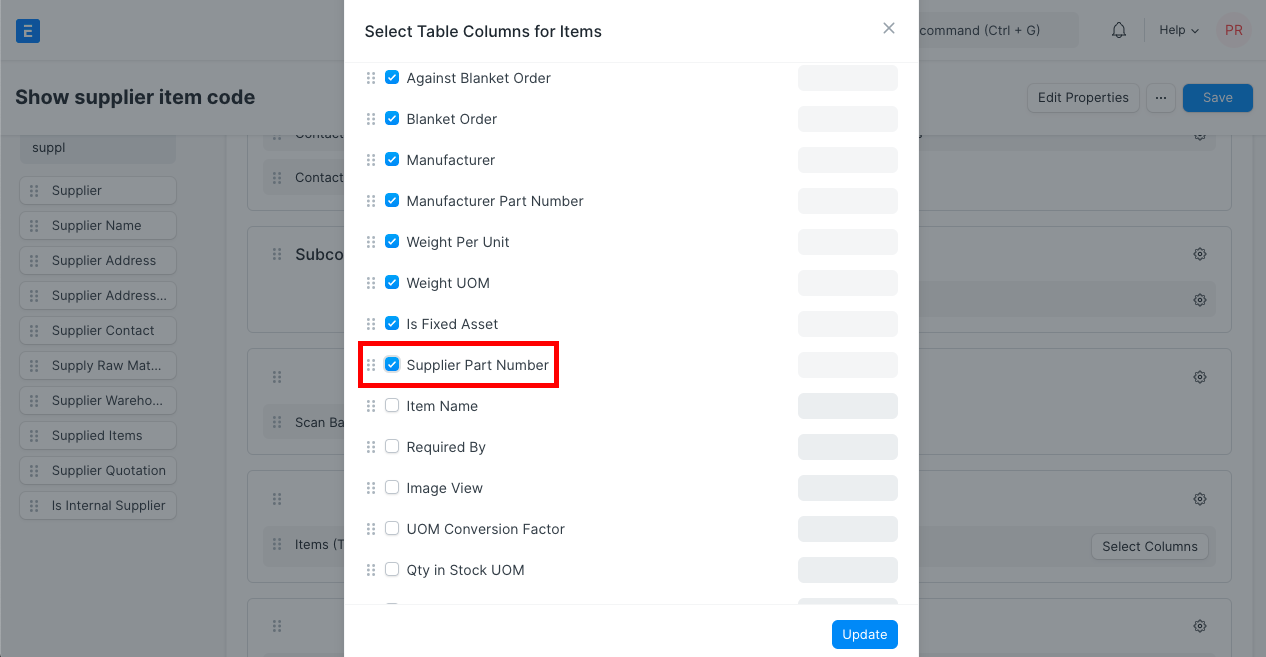 E
Select Table Columns for Items
command (Ctrl + G)
Help
PR
Show supplier item code
Edit Properties
...
Save
suppl
Supplier
Supplier Name
Supplier Address
Supplier Address...
Supplier Contact
Supply Raw Mat...
Supplier Wareho...
Supplied Items
Supplier Quotation
Is Internal Supplier
Contact
Contact
Subco
Scan Ba
Items (T
Select Columns
Against Blanket Order
Blanket Order
Manufacturer
Manufacturer Part Number
Weight Per Unit
Weight UOM
Is Fixed Asset
Supplier Part Number
Item Name
Required By
Image View
UOM Conversion Factor
Qty in Stock UOM
Update